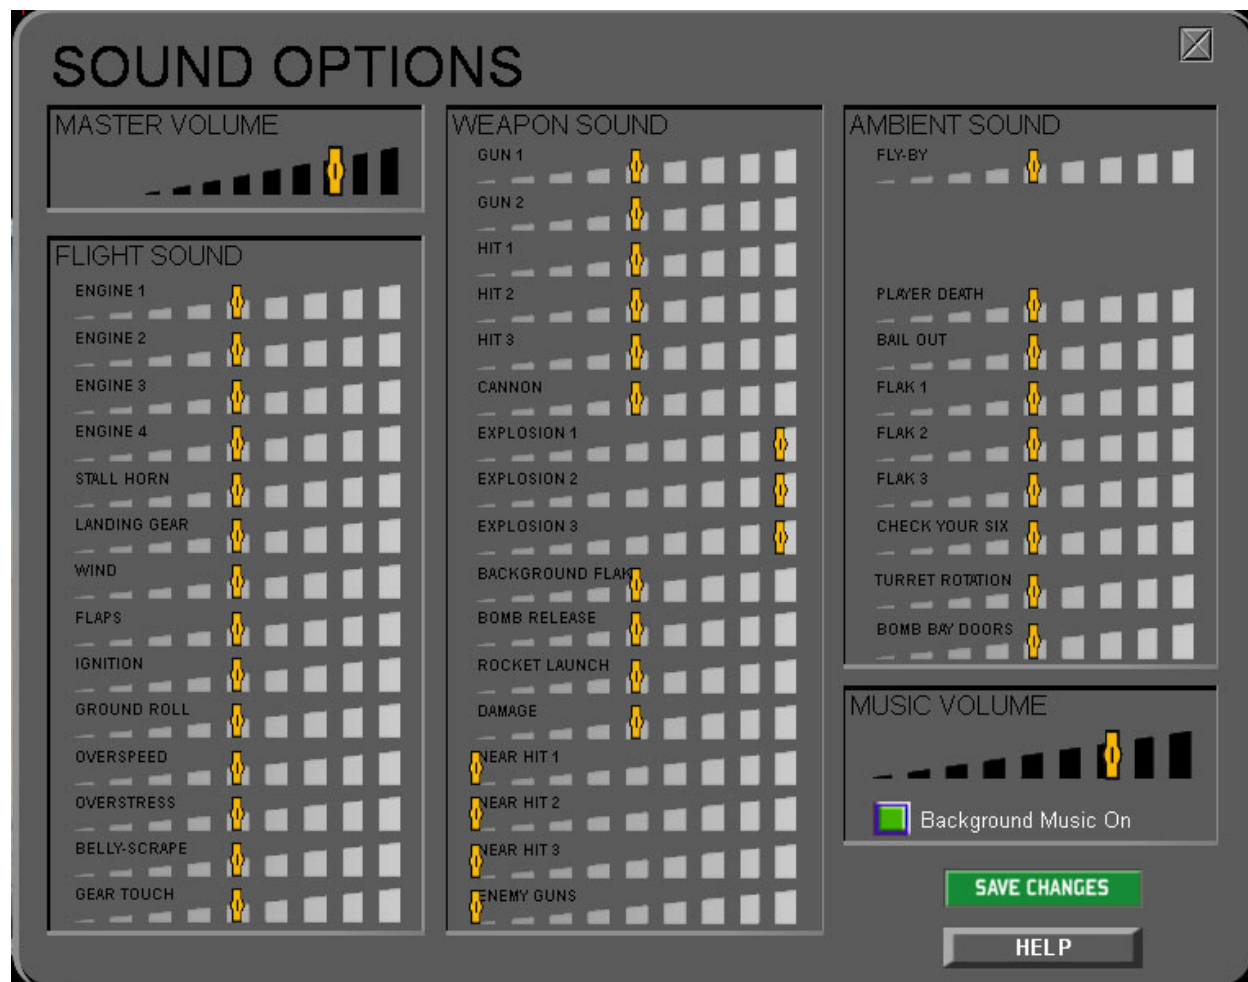 SOUND OPTIONS
MASTER VOLUME
FLIGHT SOUND
ENGINE 1
ENGINE 2
ENGINE 3
ENGINE 4
STALL HORN
LANDING GEAR
WIND
FLAPS
IGNITION
GROUND ROLL
OVERSPEED
OVERSTRESS
BELLY-SCRAPE
GEAR TOUCH
WEAPON SOUND
GUN 1
GUN 2
HIT 1
HIT 2
HIT 3
CANNON
EXPLOSION 1
EXPLOSION 2
EXPLOSION 3
BACKGROUND FLAK
BOMB RELEASE
ROCKET LAUNCH
DAMAGE
NEAR HIT 1
NEAR HIT 2
NEAR HIT 3
ENEMY GUNS
AMBIENT SOUND
FLY-BY
PLAYER DEATH
BAIL OUT
FLAK 1
FLAK 2
FLAK 3
CHECK YOUR SIX
TURRET ROTATION
BOMB BAY DOORS
MUSIC VOLUME
Background Music On
SAVE CHANGES
HELP